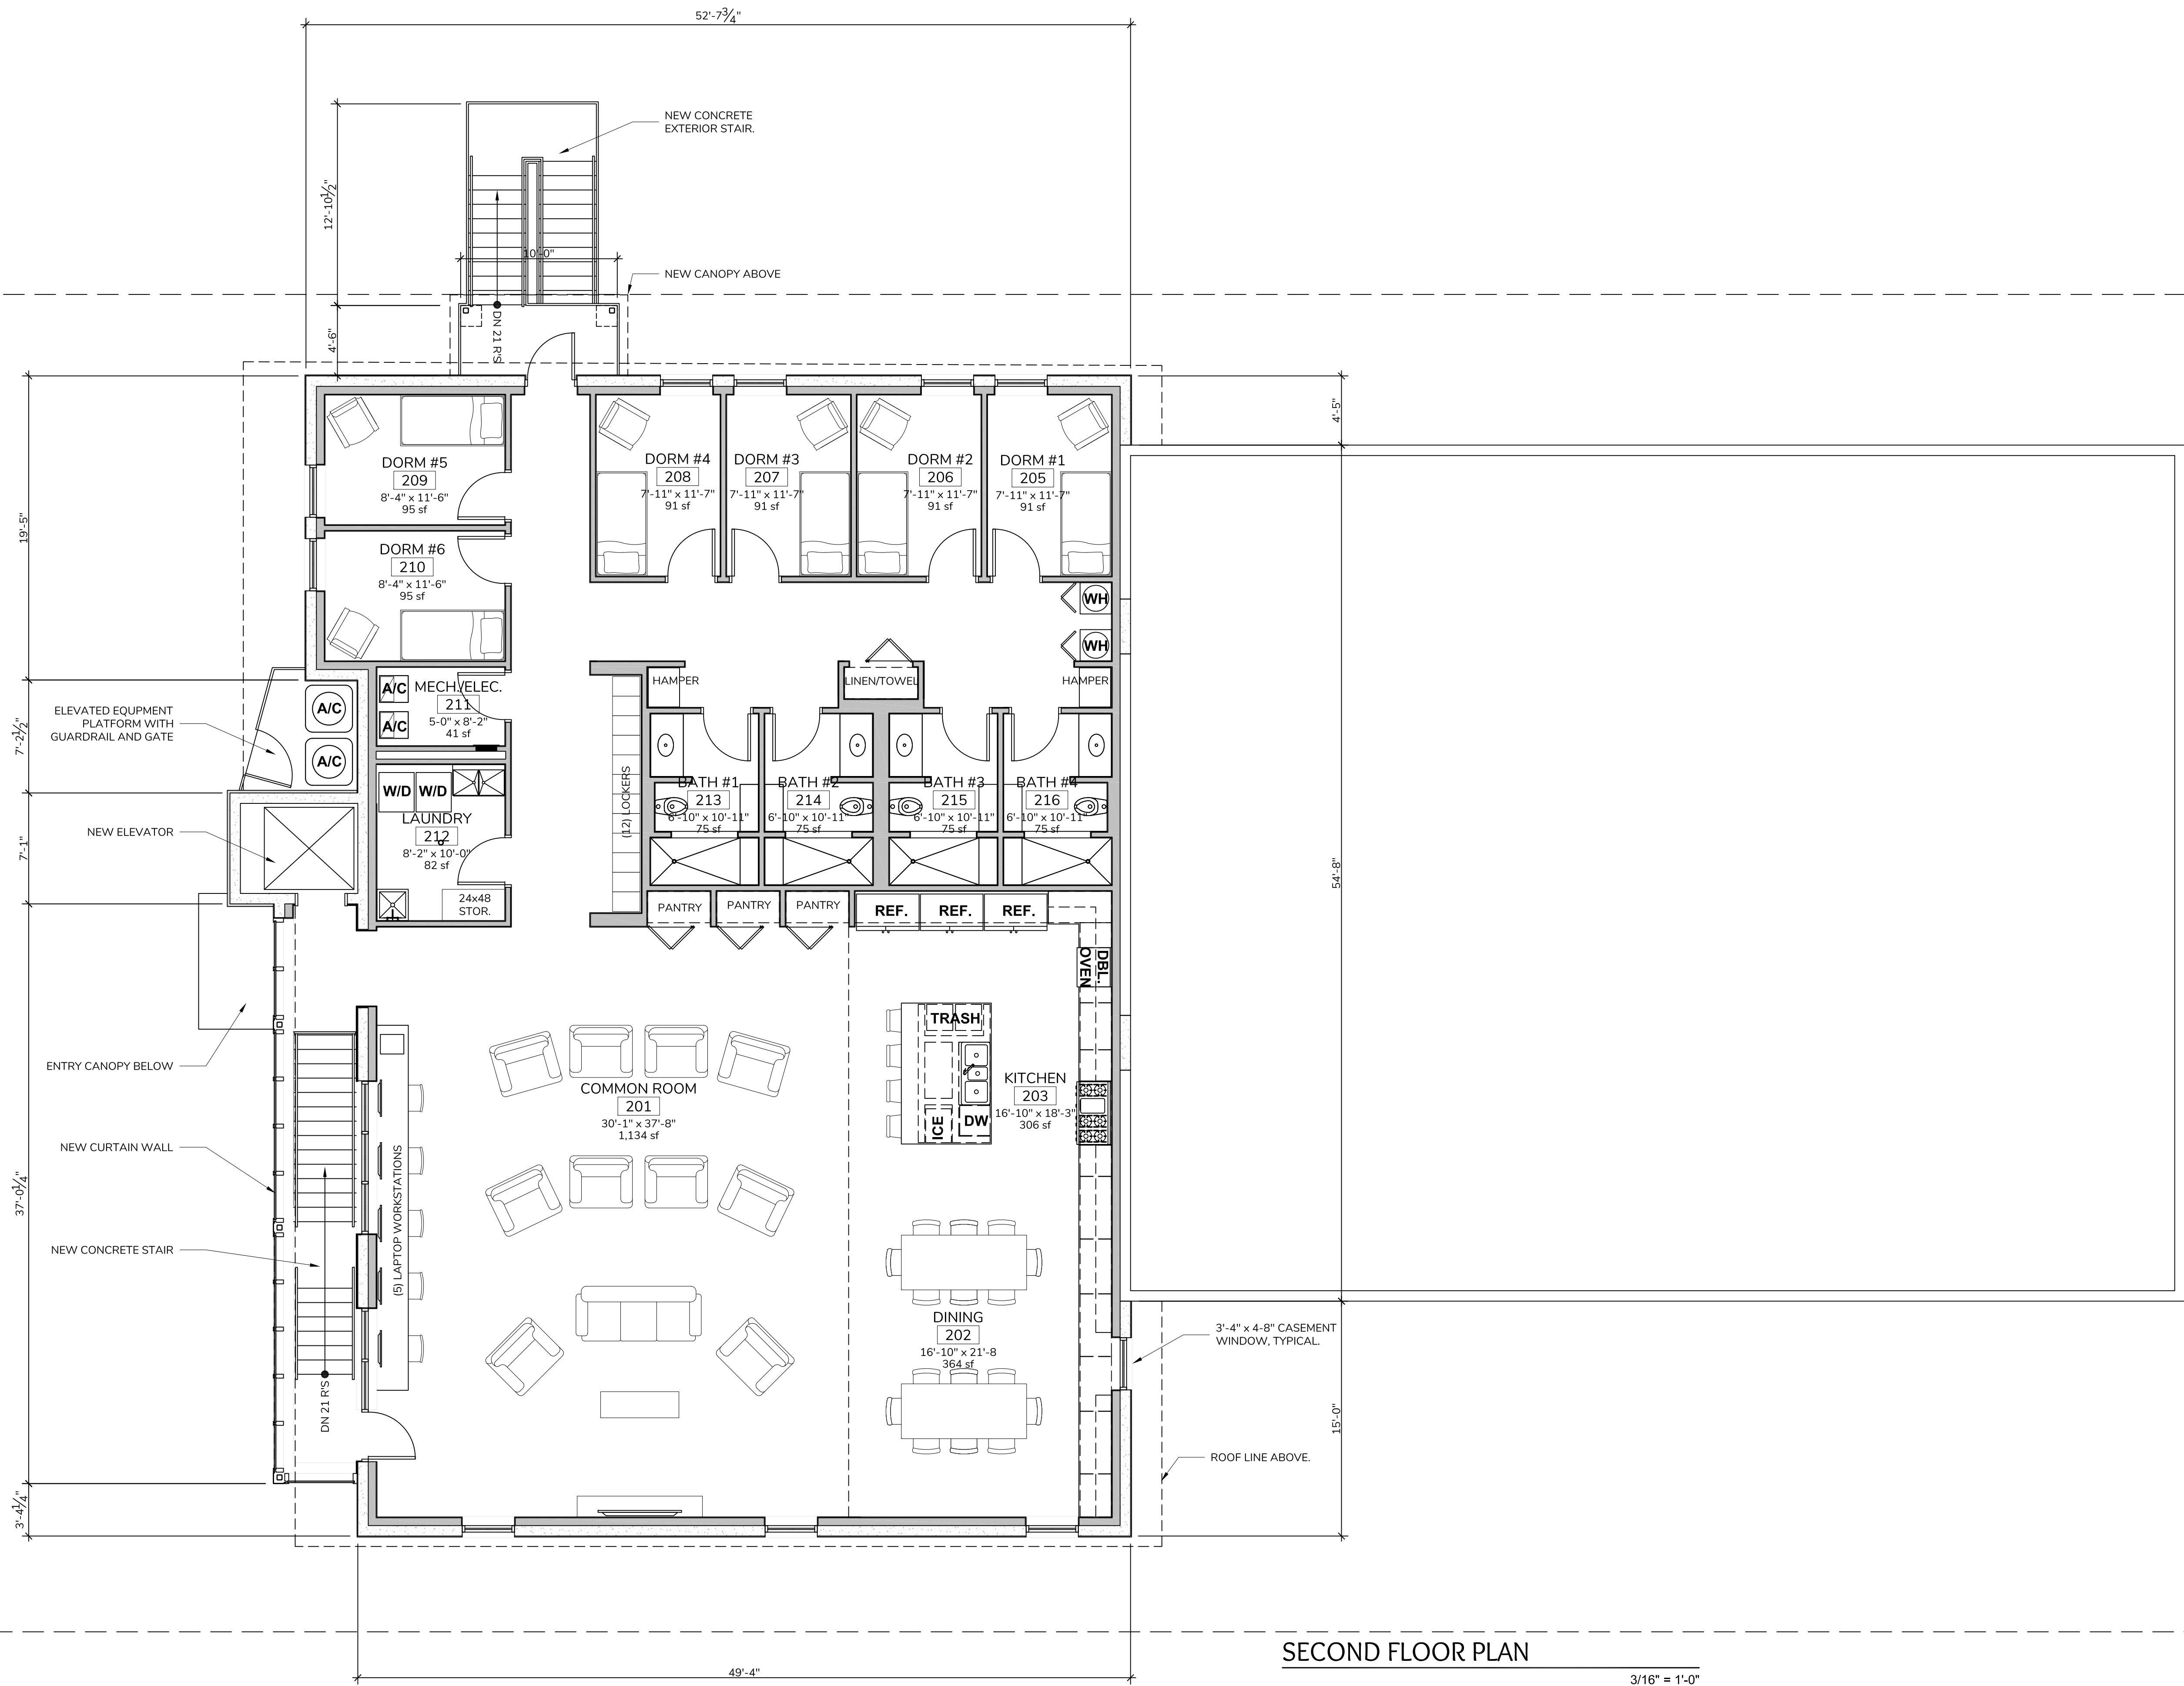 52'-7 3/4"
NEW CONCRETE
EXTERIOR STAIR.
12'-10 1/2"
10'-0"
NEW CANOPY ABOVE
4'-6"
DN 21 R'S
19'-5"
4'-5"
DORM #5
209
8'-4" x 11'-6"
95 sf
DORM #4
208
7'-11" x 11'-7"
91 sf
DORM #3
207
7'-11" x 11'-7"
91 sf
DORM #2
206
7'-11" x 11'-7"
91 sf
DORM #1
205
7'-11" x 11'-7"
91 sf
DORM #6
210
8'-4" x 11'-6"
95 sf
WH
WH
HAMPER
LINEN/TOWEL
HAMPER
A/C
A/C
MECH./ELEC.
211
5-0" x 8'-2"
41 sf
ELEVATED EQUPMENT
PLATFORM WITH
GUARDRAIL AND GATE
A/C
A/C
7'-2 1/2"
W/D
W/D
LAUNDRY
212
8'-2" x 10'-0"
82 sf
24x48
STOR.
(12) LOCKERS
BATH #1
213
6'-10" x 10'-11"
75 sf
BATH #2
214
6'-10" x 10'-11"
75 sf
BATH #3
215
6'-10" x 10'-11"
75 sf
BATH #4
216
6'-10" x 10'-11"
75 sf
NEW ELEVATOR
7'-1"
54'-8"
PANTRY
PANTRY
PANTRY
REF.
REF.
REF.
DBL.
OVEN
TRASH
ICE
DW
KITCHEN
203
16'-10" x 18'-3"
306 sf
ENTRY CANOPY BELOW
COMMON ROOM
201
30'-1" x 37'-8"
1,134 sf
NEW CURTAIN WALL
(5) LAPTOP WORKSTATIONS
37'-0 1/4"
NEW CONCRETE STAIR
DN 21 R'S
DINING
202
16'-10" x 21'-8
364 sf
3'-4" x 4-8" CASEMENT
WINDOW, TYPICAL.
15'-0"
ROOF LINE ABOVE.
3'-4 1/4"
49'-4"
SECOND FLOOR PLAN
3/16" = 1'-0"